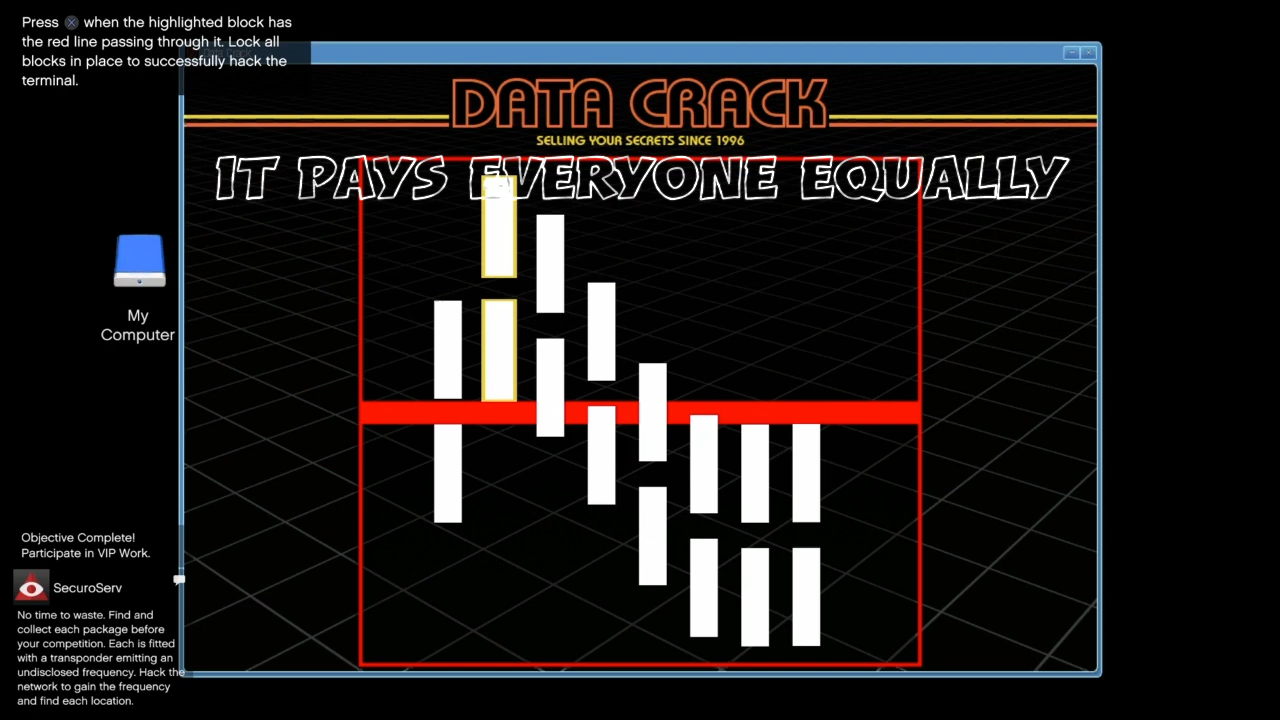 Press ⊗ when the highlighted block has
the red line passing through it. Lock all
blocks in place to successfully hack the
terminal.
DATA CRACK
SELLING YOUR SECRETS SINCE 1996
IT PAYS EVERYONE EQUALLY
My
Computer
Objective Complete!
Participate in VIP Work.
SecuroServ
No time to waste. Find and
collect each package before
your competition. Each is fitted
with a transponder emitting an
undisclosed frequency. Hack the
network to gain the frequency
and find each location.